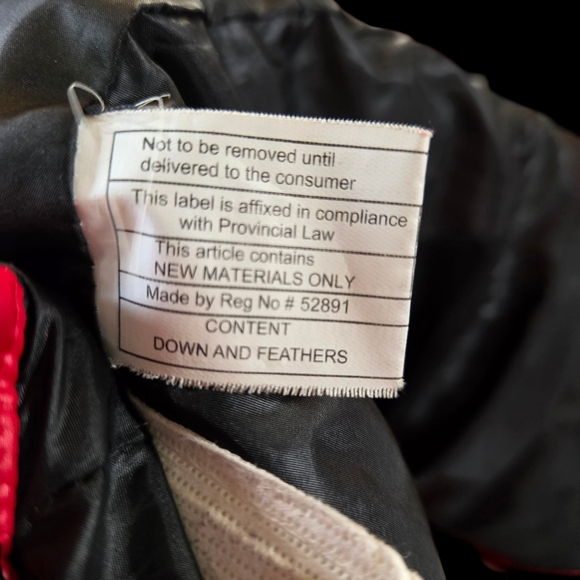 Not to be removed until
delivered to the consumer
This label is affixed in compliance
with Provincial Law
This article contains
NEW MATERIALS ONLY
Made by Reg No # 52891
CONTENT
DOWN AND FEATHERS